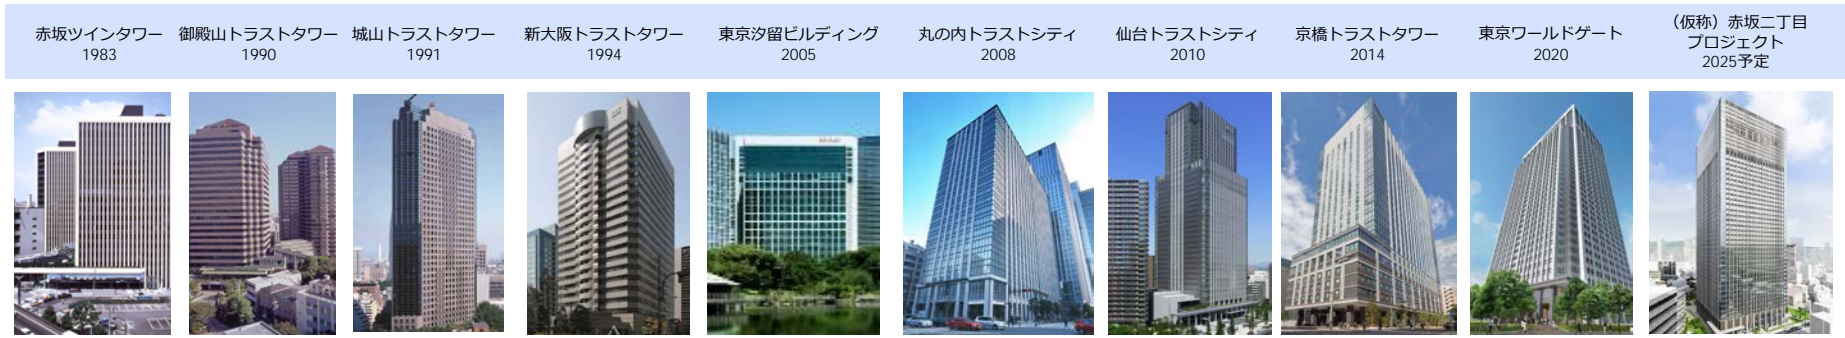 赤坂ツインタワー
1983
御殿山トラストタワー
1990
城山トラストタワー
1991
新大阪トラストタワー
1994
東京汐留ビルディング
2005
丸の内トラストシティ
2008
仙台トラストシティ
2010
京橋トラストタワー
2014
東京ワールドゲート
2020
（仮称）赤坂二丁目
プロジェクト
2025予定